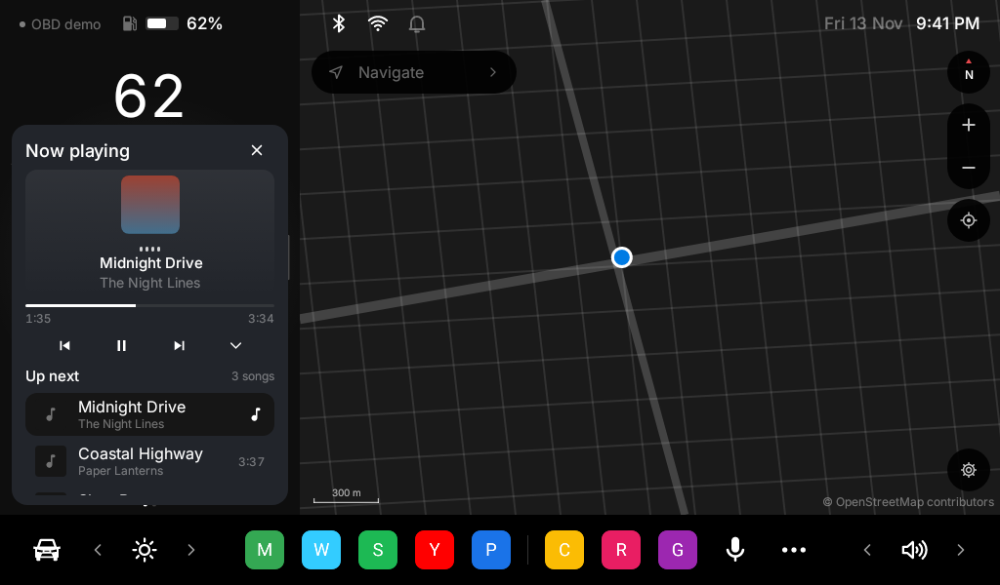 OBD demo
62%
Fri 13 Nov
9:41 PM
62
Navigate
N
Now playing
Midnight Drive
The Night Lines
1:35
3:34
Up next
3 songs
Midnight Drive
The Night Lines
Coastal Highway
Paper Lanterns
3:37
300 m
© OpenStreetMap contributors
M
W
S
Y
P
C
R
G